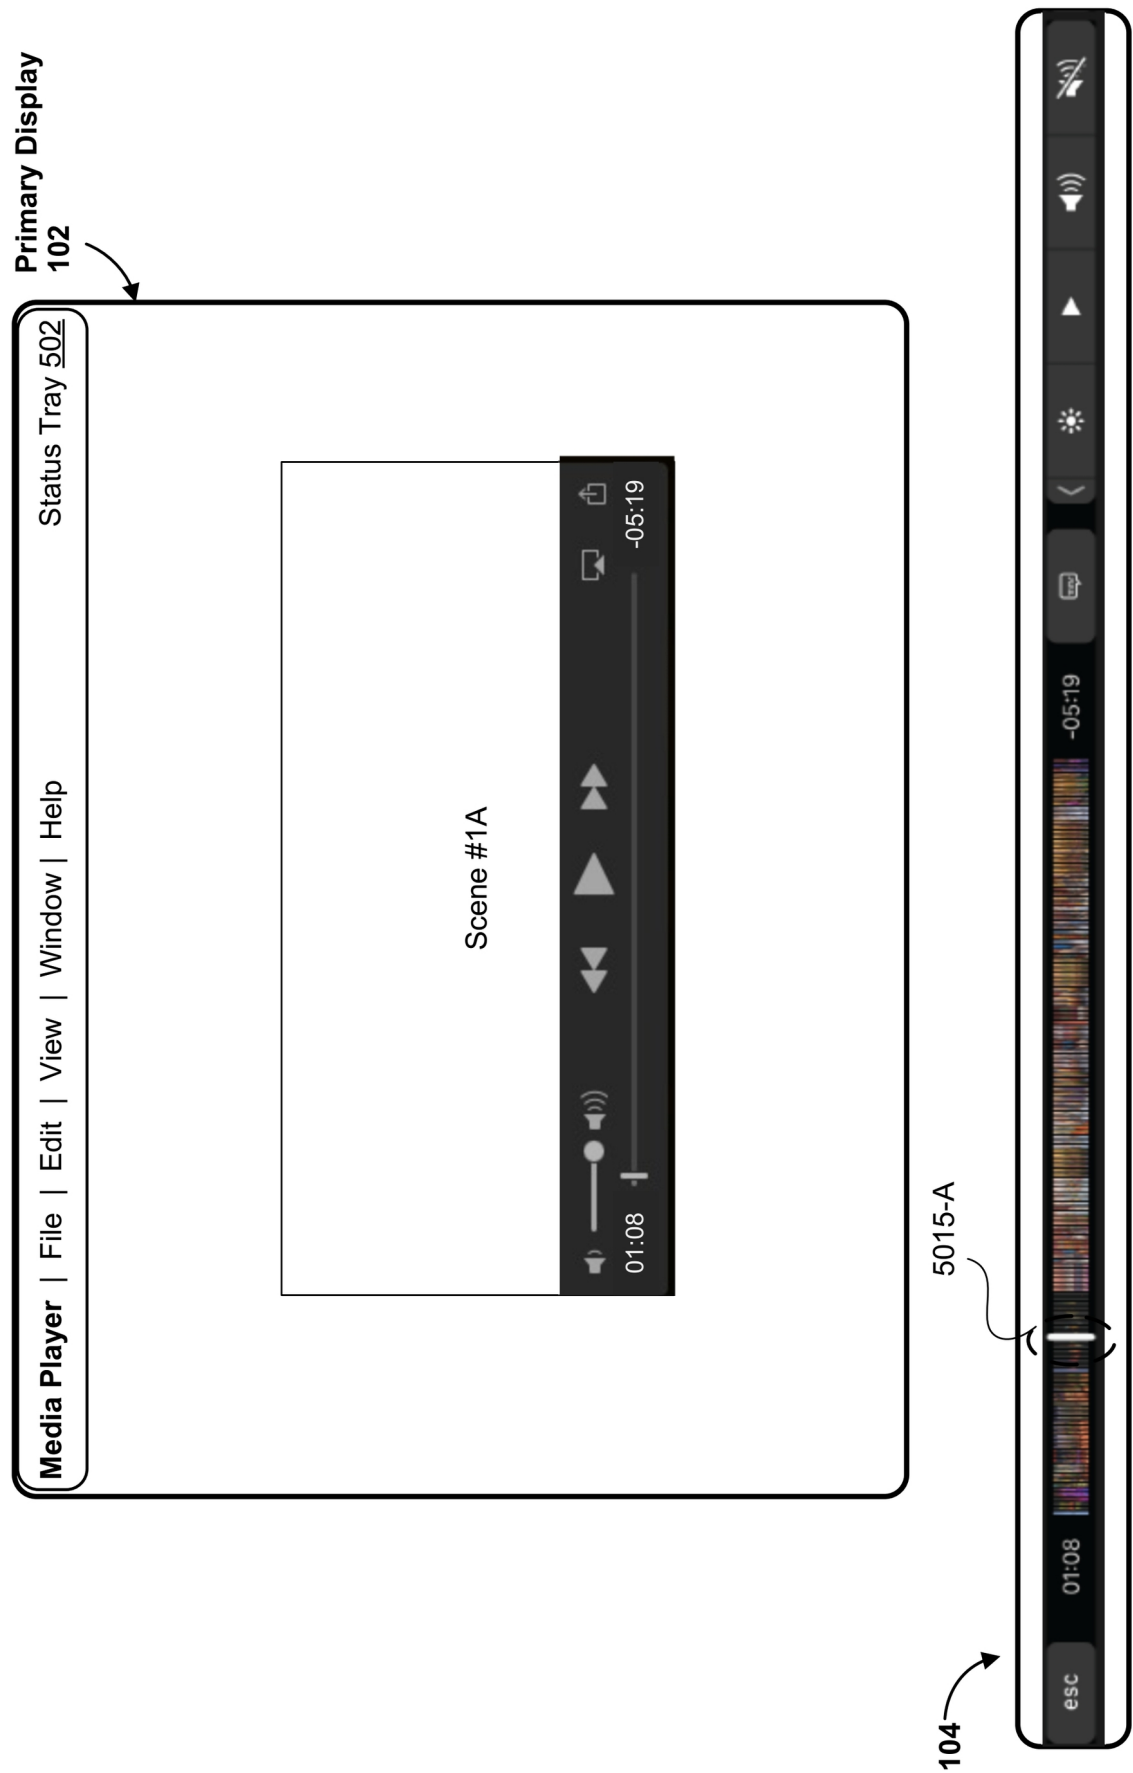 Primary Display
102
Media Player | File | Edit | View | Window | Help
Status Tray 502
Scene #1A
01:08
-05:19
5015-A
104
esc
01:08
-05:19